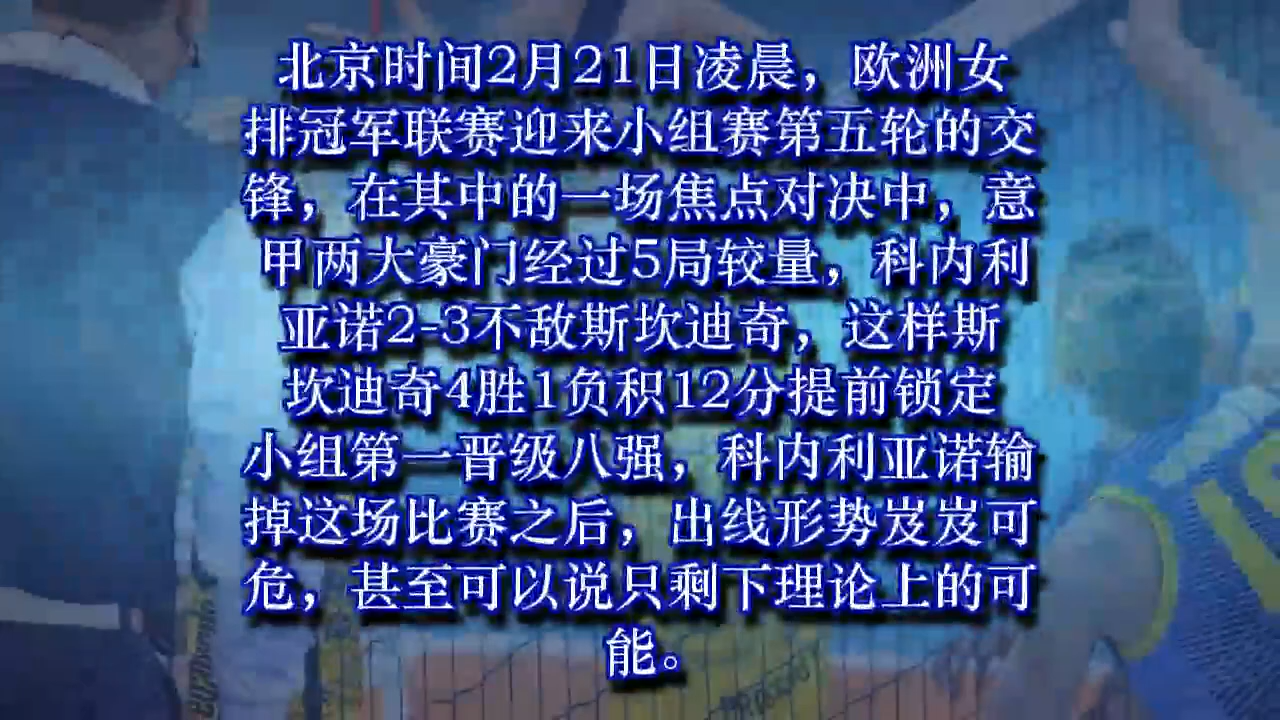 北京时间2月21日凌晨，欧洲女
排冠军联赛迎来小组赛第五轮的交
锋，在其中的一场焦点对决中，意
甲两大豪门经过5局较量，科内利
亚诺2-3不敌斯坎迪奇，这样斯
坎迪奇4胜1负积12分提前锁定
小组第一晋级八强，科内利亚诺输
掉这场比赛之后，出线形势岌岌可
危，甚至可以说只剩下理论上的可
能。